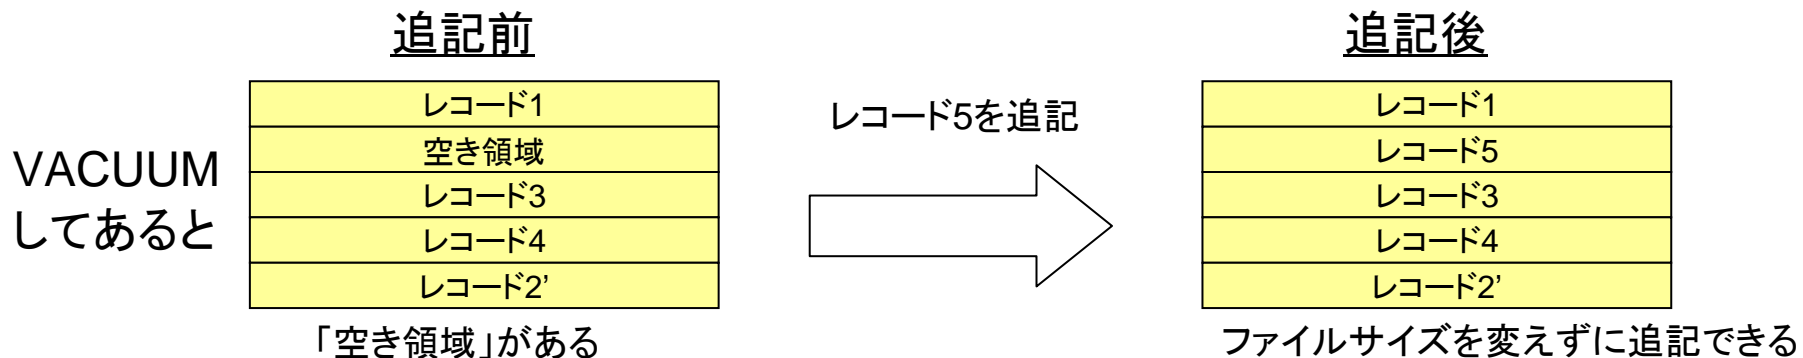 追記前
追記後
VACUUM
してあると
レコード1
空き領域
レコード3
レコード4
レコード2’
「空き領域」がある
レコード5を追記
レコード1
レコード5
レコード3
レコード4
レコード2’
ファイルサイズを変えずに追記できる